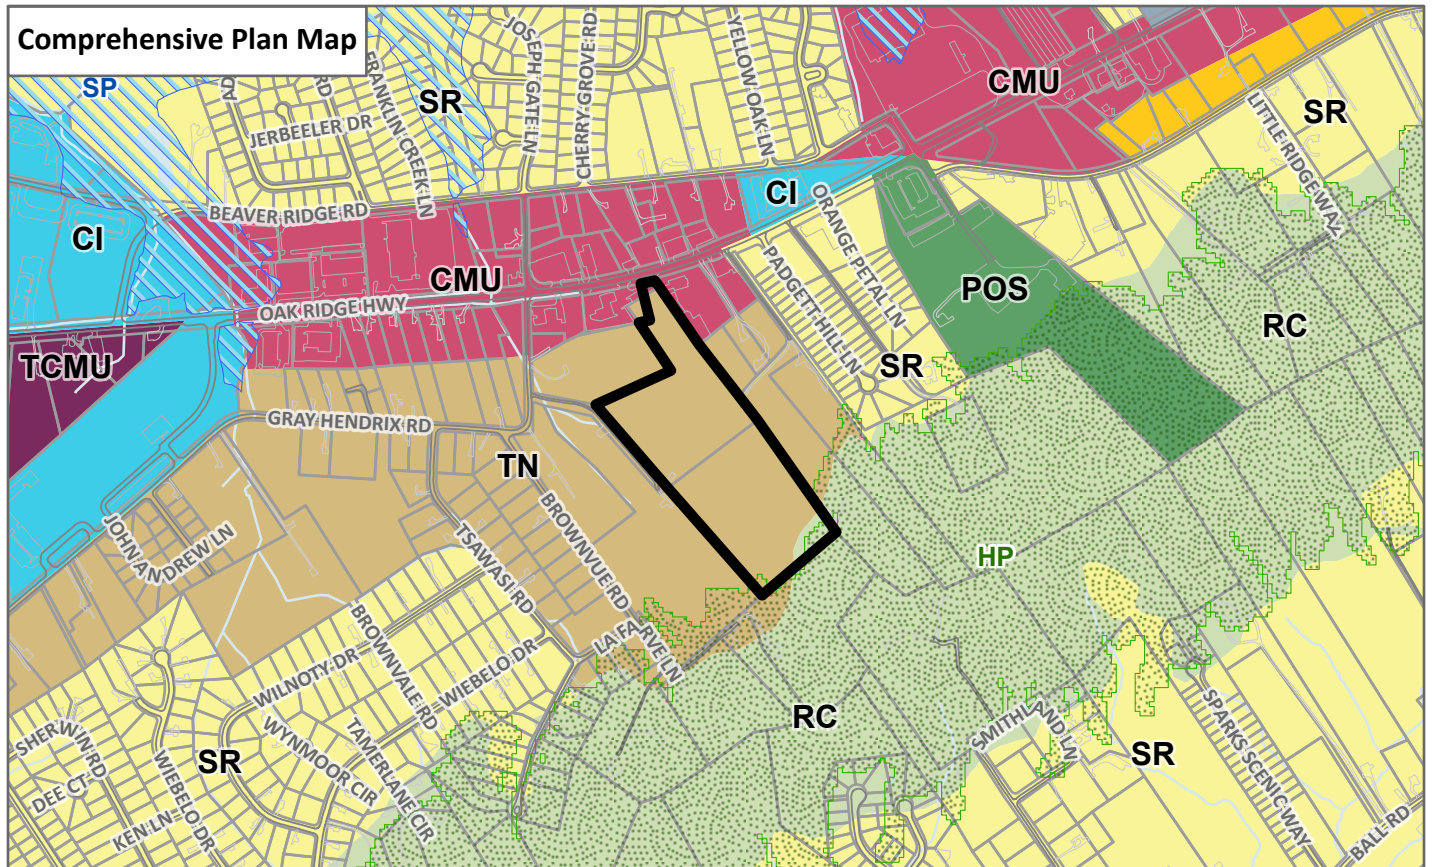 Comprehensive Plan Map
SP
AD
RD
FRANKLIN CREEK LN
SR
JOSEPH GATE LN
CHERRY GROVE RD
YELLOW OAK LN
CMU
LITTLE RIDGE WAY
SR
JERBEELER DR
BEAVER RIDGE RD
CI
CI
ORANGE PETAL LN
PADGETT HILL LN
CMU
OAK RIDGE HWY
POS
RC
TCMU
SR
GRAY HENDRIX RD
TN
BROWNVUE RD
JOHN ANDREW LN
TSAWASI RD
HP
LA FARVE LN
BROWNVALE RD
WILNOTY DR
WIEBELO DR
RC
SMITHLAND LN
SPARKS SCENIC WAY
SR
SHERWIN RD
DEE CT
WIEBELO DR
SR
WYNMOOR CIR
TAMERLANE CIR
KEN LN
BALL RD